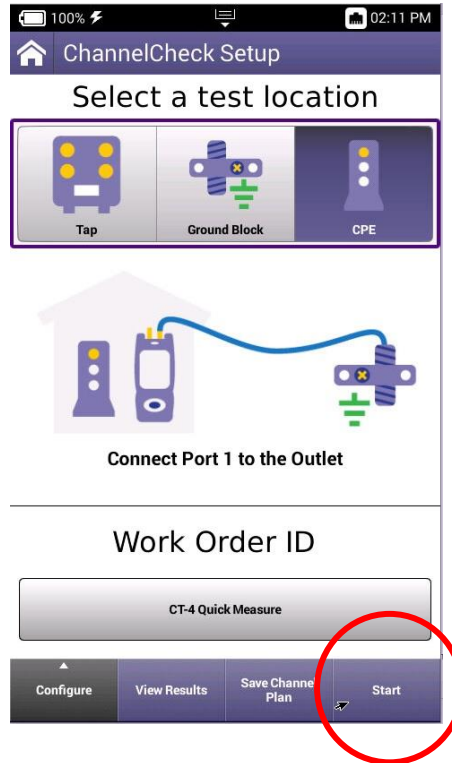 100%
02:11 PM
ChannelCheck Setup
Select a test location
Tap
Ground Block
CPE
Connect Port 1 to the Outlet
Work Order ID
CT-4 Quick Measure
Configure
View Results
Save Channel
Plan
Start